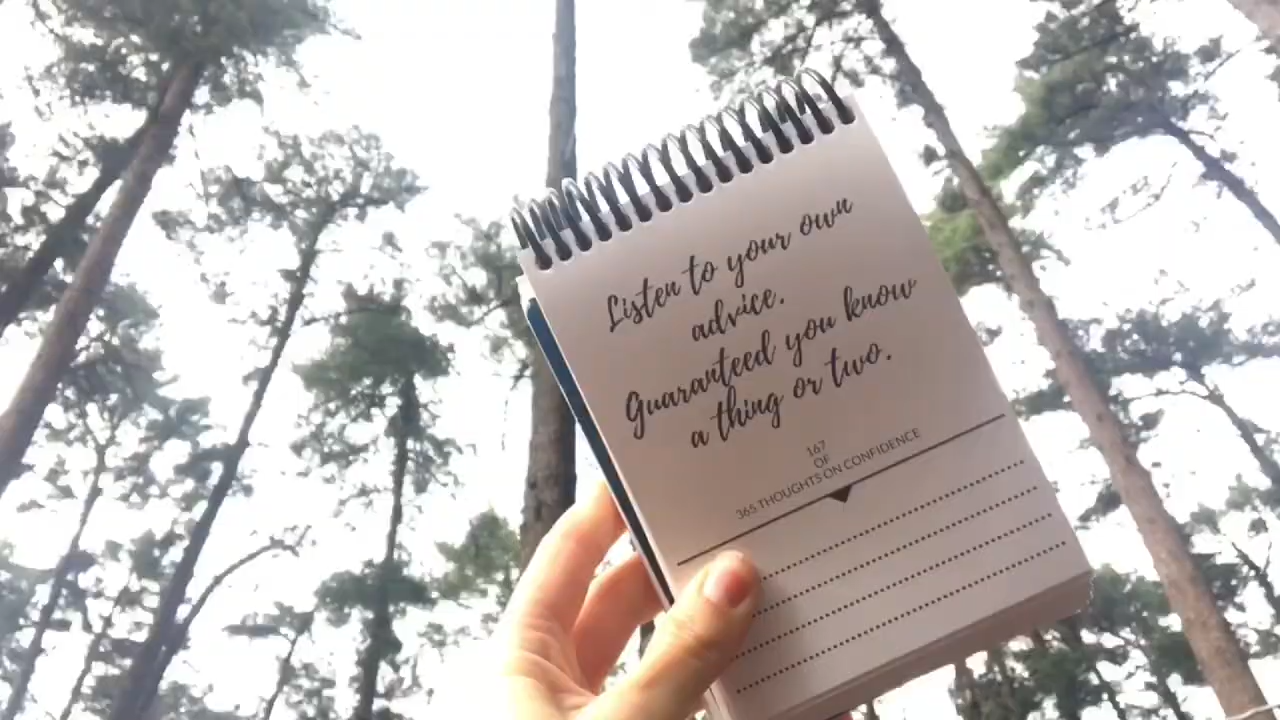 Listen to your own
advice.
Guaranteed you know
a thing or two.
167
OF
365 THOUGHTS ON CONFIDENCE